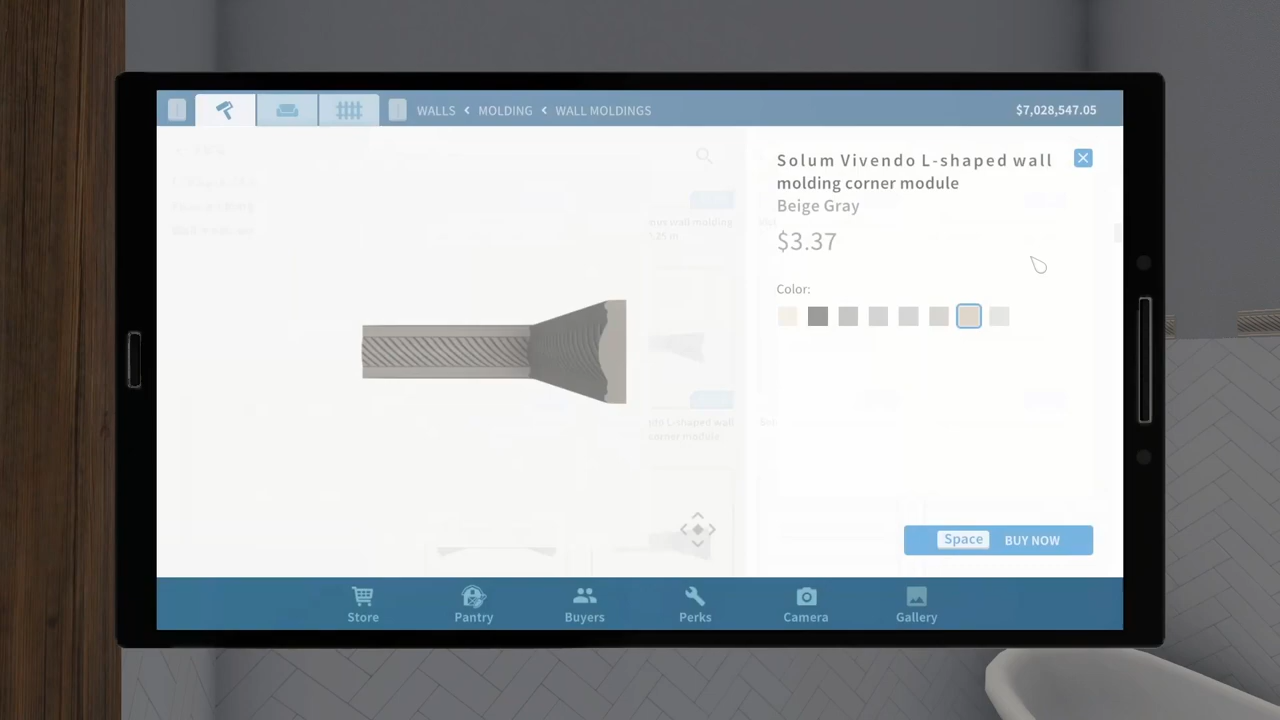 WALLS < MOLDING < WALL MOLDINGS
$7,028,547.05
Solum Vivendo L-shaped wall
molding corner module
Beige Gray
$3.37
Color:
Space BUY NOW
Store
Pantry
Buyers
Perks
Camera
Gallery